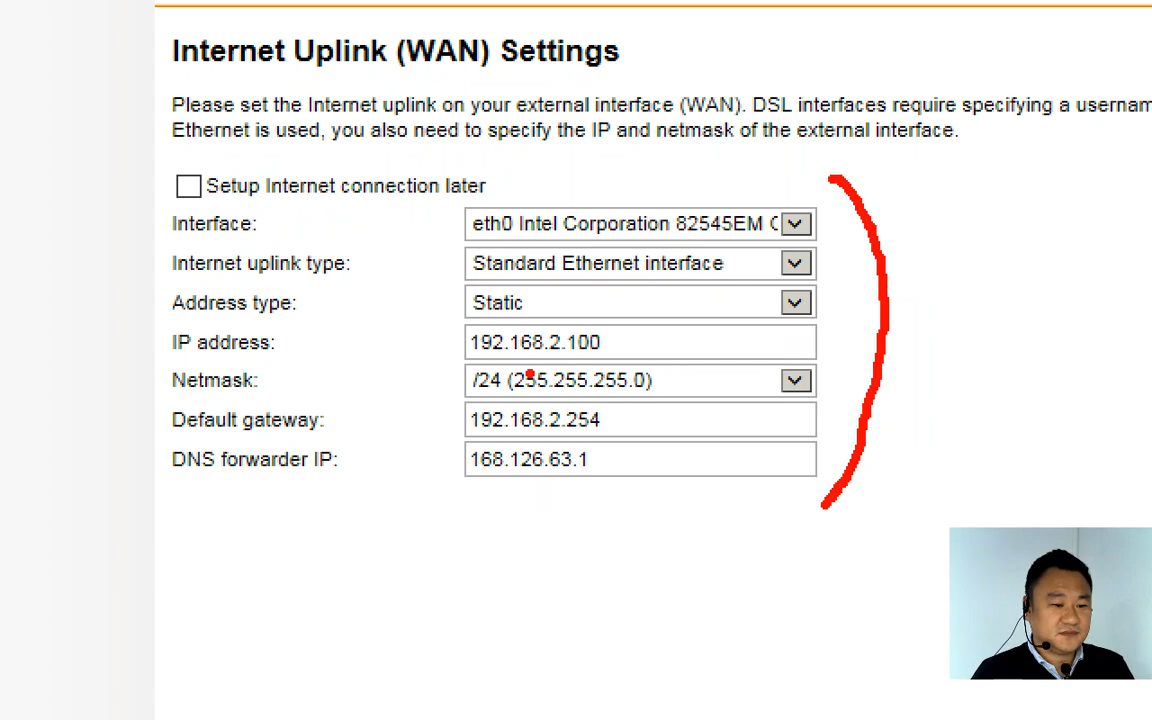 Internet Uplink (WAN) Settings
Please set the Internet uplink on your external interface (WAN). DSL interfaces require specifying a
Ethernet is used, you also need to specify the IP and netmask of the external interface.
Setup Internet connection later
Interface: eth0 Intel Corporation 82545EM
Internet uplink type: Standard Ethernet interface
Address type: Static
IP address: 192.168.2.100
Netmask: /24 (255.255.255.0)
Default gateway: 192.168.2.254
DNS forwarder IP: 168.126.63.1